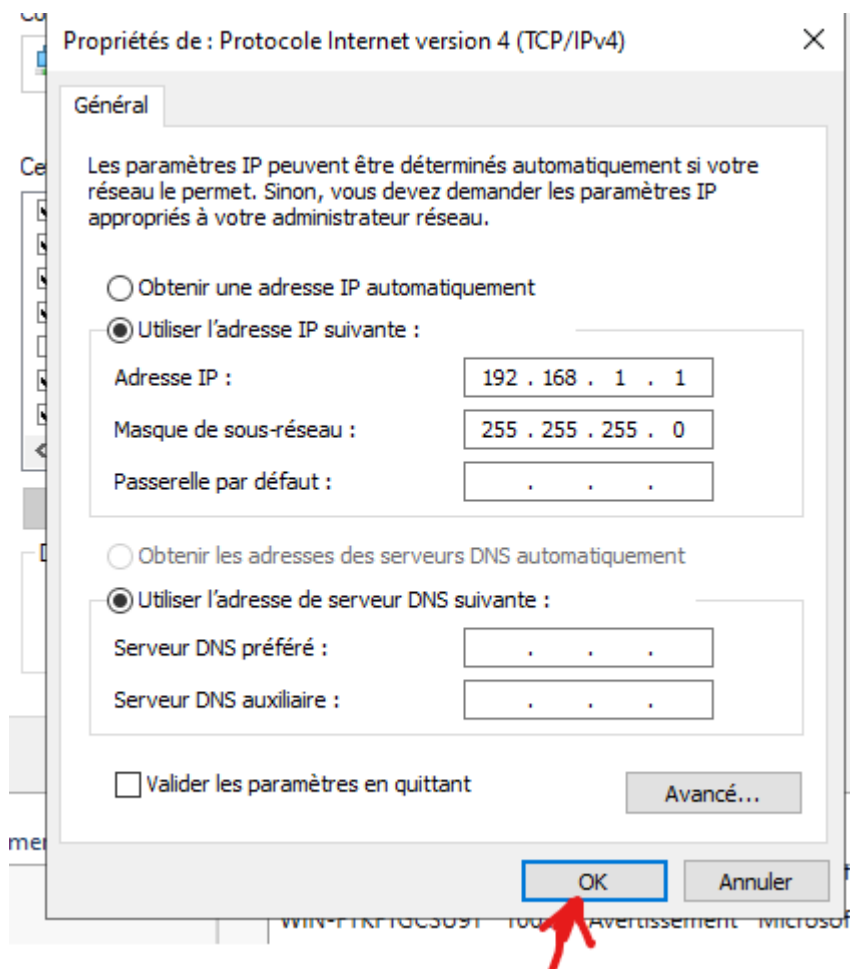 Propriétés de : Protocole Internet version 4 (TCP/IPv4)
Général
Ce
Les paramètres IP peuvent être déterminés automatiquement si votre
réseau le permet. Sinon, vous devez demander les paramètres IP
appropriés à votre administrateur réseau.
Obtenir une adresse IP automatiquement
Utiliser l'adresse IP suivante :
Adresse IP :
192 . 168 . 1 . 1
Masque de sous-réseau :
255 . 255 . 255 . 0
Passerelle par défaut :
. . .
Obtenir les adresses des serveurs DNS automatiquement
Utiliser l'adresse de serveur DNS suivante :
Serveur DNS préféré :
. . .
Serveur DNS auxiliaire :
. . .
Valider les paramètres en quittant
Avancé...
mer
OK
Annuler
Avertissement Microsof